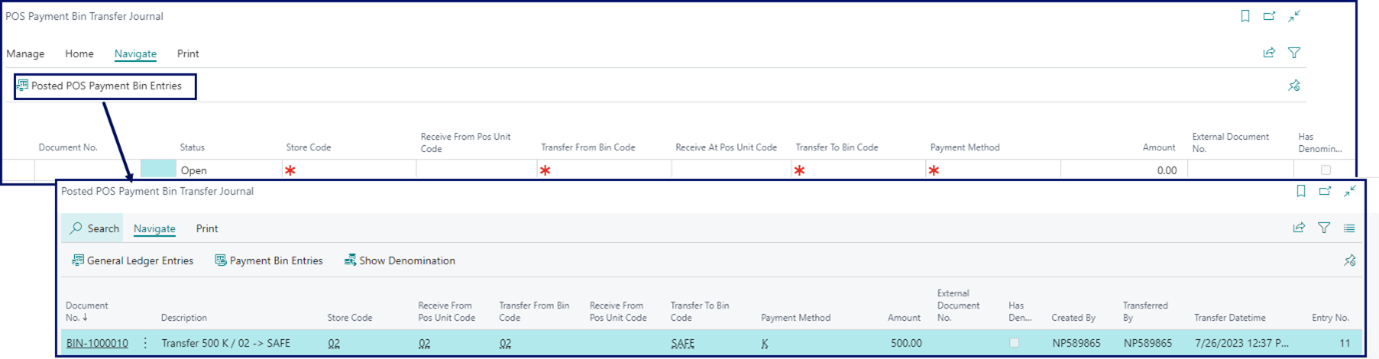 POS Payment Bin Transfer Journal
Manage Home Navigate Print
Posted POS Payment Bin Entries
Document No. Status Store Code Receive From Pos Unit Code Transfer From Bin Code Receive At Pos Unit Code Transfer To Bin Code Payment Method Amount External Document No. Has Denomin...
Open * * * * 0.00
Posted POS Payment Bin Transfer Journal
Search Navigate Print
General Ledger Entries Payment Bin Entries Show Denomination
Document No. ↓ Description Store Code Receive From Pos Unit Code Transfer From Bin Code Receive From Pos Unit Code Transfer To Bin Code Payment Method Amount External Document No. Has Den... Created By Transferred By Transfer Datetime Entry No.
BIN-1000010 Transfer 500 K / 02 -> SAFE 02 02 02 SAFE K 500.00 NP589865 NP589865 7/26/2023 12:37 P... 11